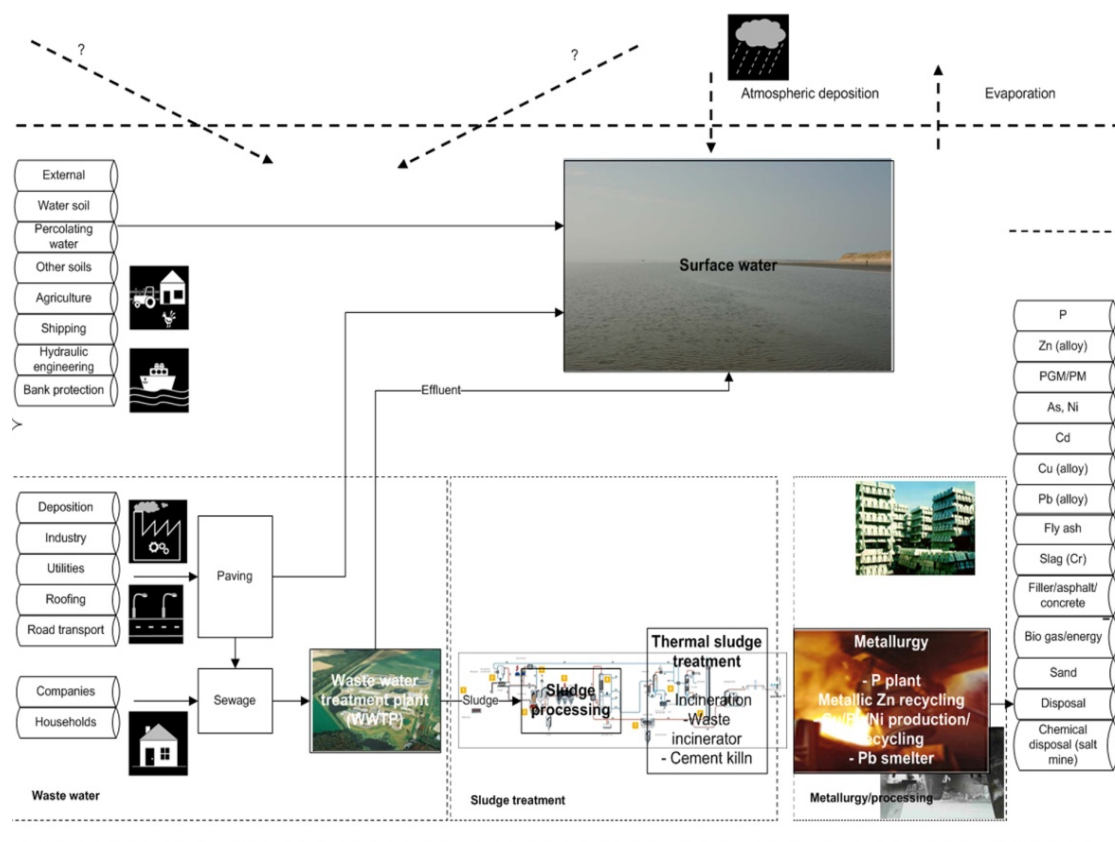 ?
?
Atmospheric deposition
Evaporation
External
Water soil
Percolating
water
Other soils
Agriculture
Shipping
Hydraulic
engineering
Bank protection
Surface water
Effluent
P
Zn (alloy)
PGM/PM
As, Ni
Cd
Cu (alloy)
Pb (alloy)
Fly ash
Slag (Cr)
Filler/asphalt/
concrete
Bio gas/energy
Sand
Disposal
Chemical
disposal (salt
mine)
Deposition
Industry
Utilities
Roofing
Road transport
Paving
Companies
Households
Sewage
Waste water
treatment plant
(WWTP)
Sludge
Sludge
processing
Thermal sludge
treatment
Incineration
-Waste
incinerator
- Cement killn
Metallurgy
- P plant
Metallic Zn recycling
production/
- Pb smelter
Waste water
Sludge treatment
Metallurgy/processing